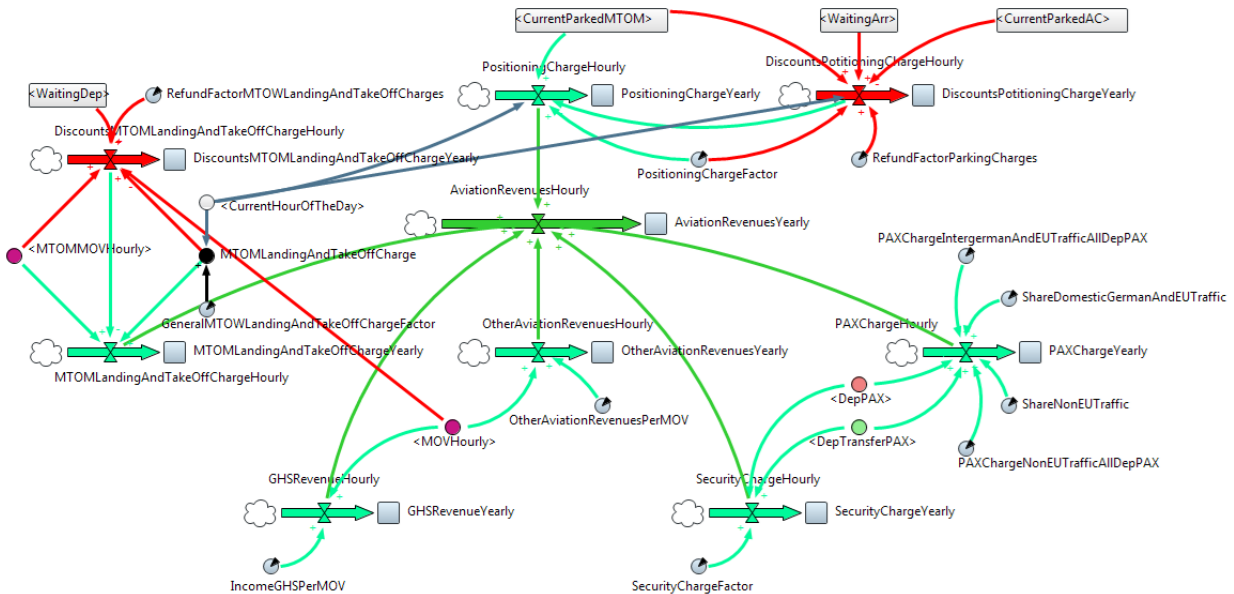 <CurrentParkedMTOM>
<WaitingArr>
<CurrentParkedAC>
PositioningChargeHourly
DiscountsPotitioningChargeHourly
<WaitingDep>
RefundFactorMTOWLandingAndTakeOffCharges
PositioningChargeYearly
DiscountsPotitioningChargeYearly
DiscountsMTOMLandingAndTakeOffChargeHourly
DiscountsMTOMLandingAndTakeOffChargeYearly
RefundFactorParkingCharges
PositioningChargeFactor
AviationRevenuesHourly
<CurrentHourOfTheDay>
AviationRevenuesYearly
PAXChargeIntergermanAndEUTrafficAllDepPAX
<MTOMMOVHourly>
MTOMLandingAndTakeOffCharge
ShareDomesticGermanAndEUTraffic
GeneralMTOWLandingAndTakeOffChargeFactor
OtherAviationRevenuesHourly
PAXChargeHourly
MTOMLandingAndTakeOffChargeYearly
OtherAviationRevenuesYearly
PAXChargeYearly
MTOMLandingAndTakeOffChargeHourly
<DepPAX>
ShareNonEUTraffic
OtherAviationRevenuesPerMOV
<MOVHourly>
<DepTransferPAX>
PAXChargeNonEUTrafficAllDepPAX
GHSRevenueHourly
SecurityChargeHourly
GHSRevenueYearly
SecurityChargeYearly
IncomeGHSPerMOV
SecurityChargeFactor